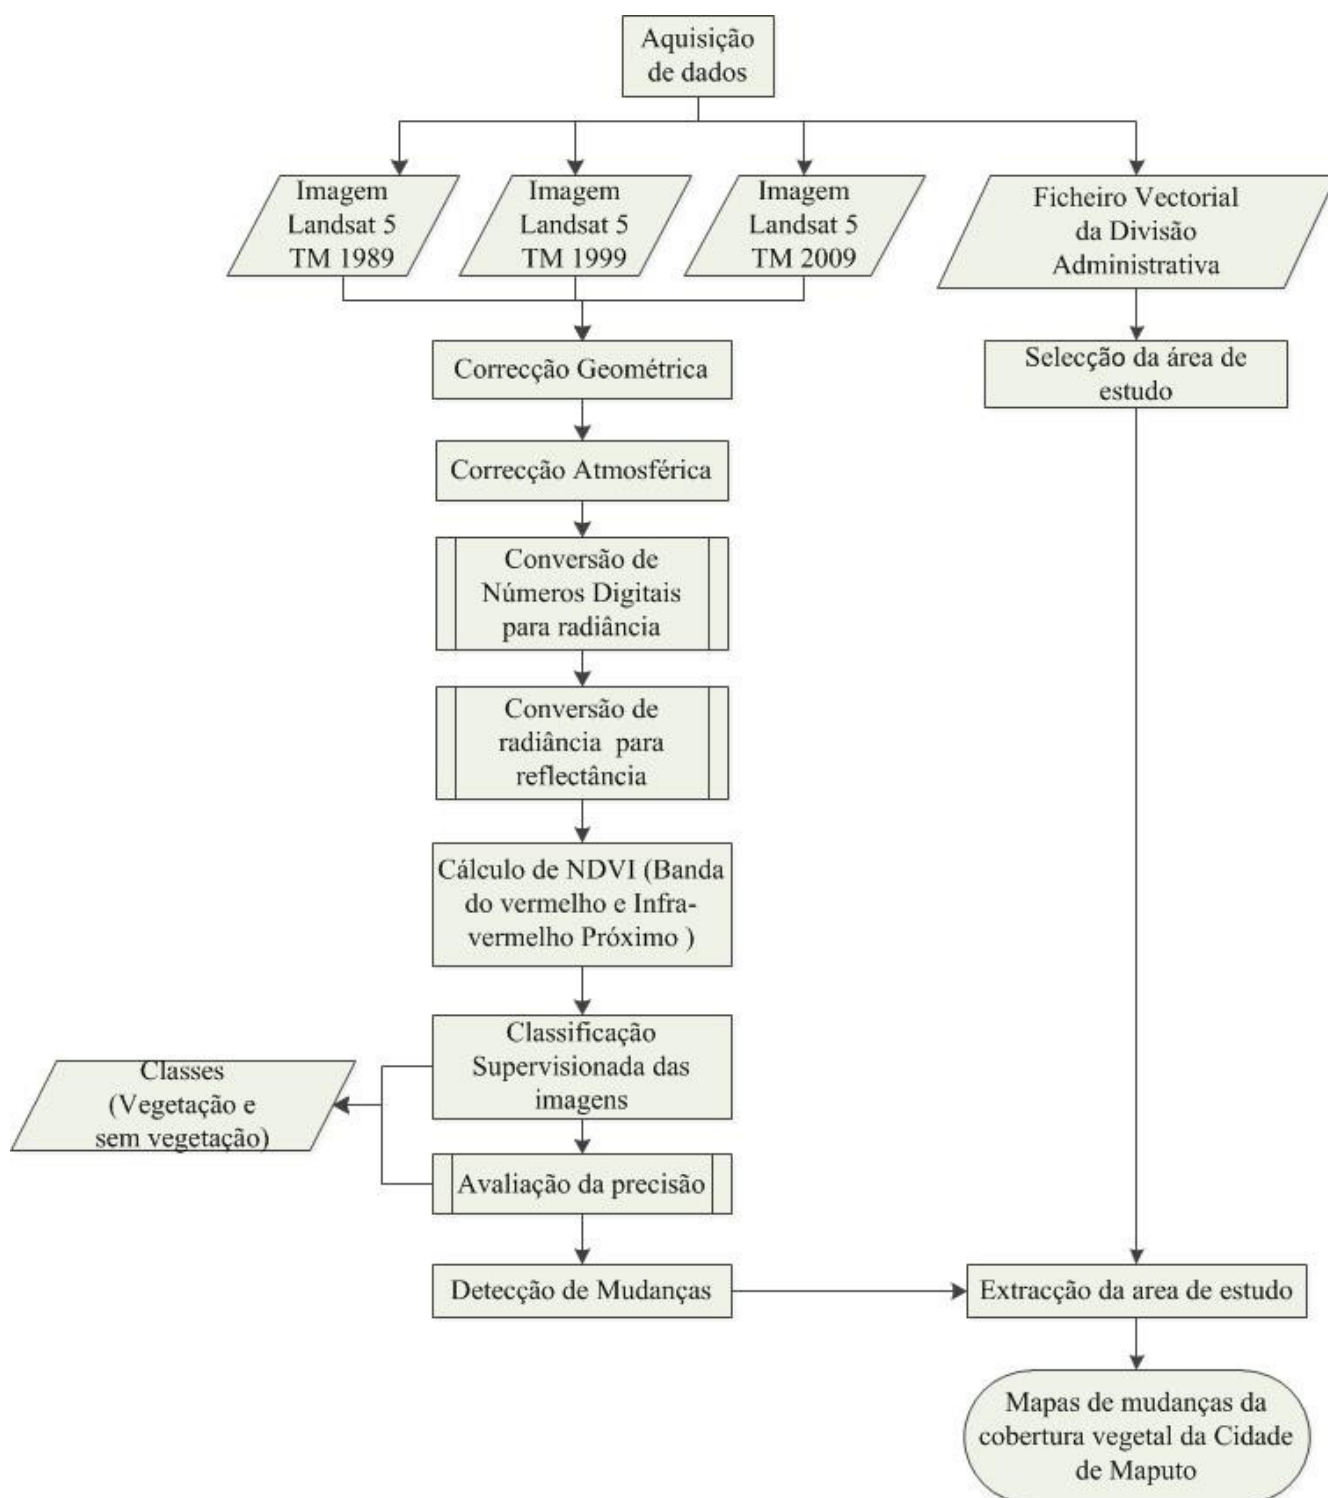 Aquisição
de dados
Imagem
Landsat 5
TM 1989
Imagem
Landsat 5
TM 1999
Imagem
Landsat 5
TM 2009
Ficheiro Vectorial
da Divisão
Administrativa
Correcção Geométrica
Selecção da área de
estudo
Correcção Atmosférica
Conversão de
Números Digitais
para radiância
Conversão de
radiância para
reflectância
Cálculo de NDVI (Banda
do vermelho e Infra-
vermelho Próximo )
Classificação
Supervisionada das
imagens
Classes
(Vegetação e
sem vegetação)
Avaliação da precisão
Detecção de Mudanças
Extracção da area de estudo
Mapas de mudanças da
cobertura vegetal da Cidade
de Maputo